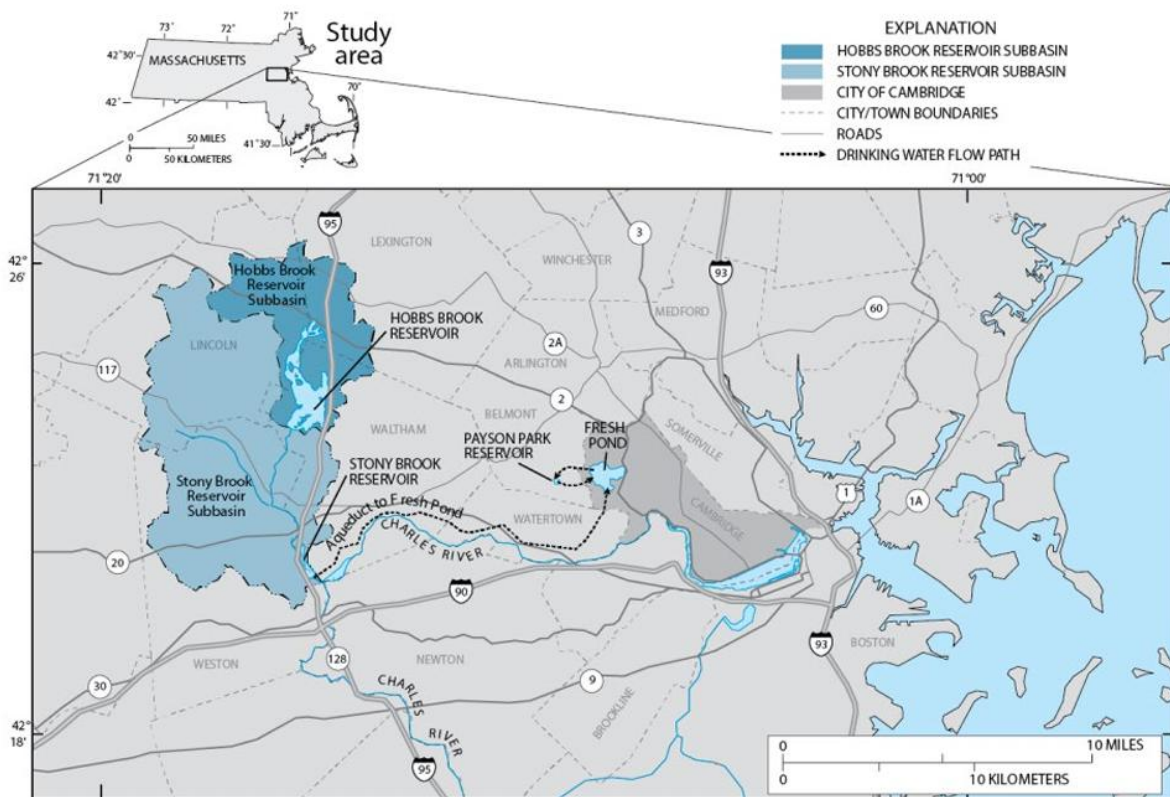 73
72
71°
42°30'
MASSACHUSETTS
Study
area
42°
70°
41°30'
0
50 MILES
0
50 KILOMETERS
EXPLANATION
HOBBS BROOK RESERVOIR SUBBASIN
STONY BROOK RESERVOIR SUBBASIN
CITY OF CAMBRIDGE
CITY/TOWN BOUNDARIES
ROADS
DRINKING WATER FLOW PATH
71°20'
71°00'
42°
26'
95
LEXINGTON
3
WINCHESTER
93
Hobbs Brook
Reservoir
Subbasin
HOBBS BROOK
RESERVOIR
MEDFORD
60
LINCOLN
2A
ARLINGTON
117
2
BELMONT
WALTHAM
FRESH
POND
SOMERVILLE
PAYSON PARK
RESERVOIR
STONY BROOK
RESERVOIR
Stony Brook
Reservoir
Subbasin
1
1A
Aqueduct to Fresh Pond
WATERTOWN
CAMBRIDGE
CHARLES RIVER
20
90
93
BOSTON
128
WESTON
NEWTON
30
9
CHARLES
RIVER
BROOKLINE
42°
18'
95
0
10 MILES
0
10 KILOMETERS